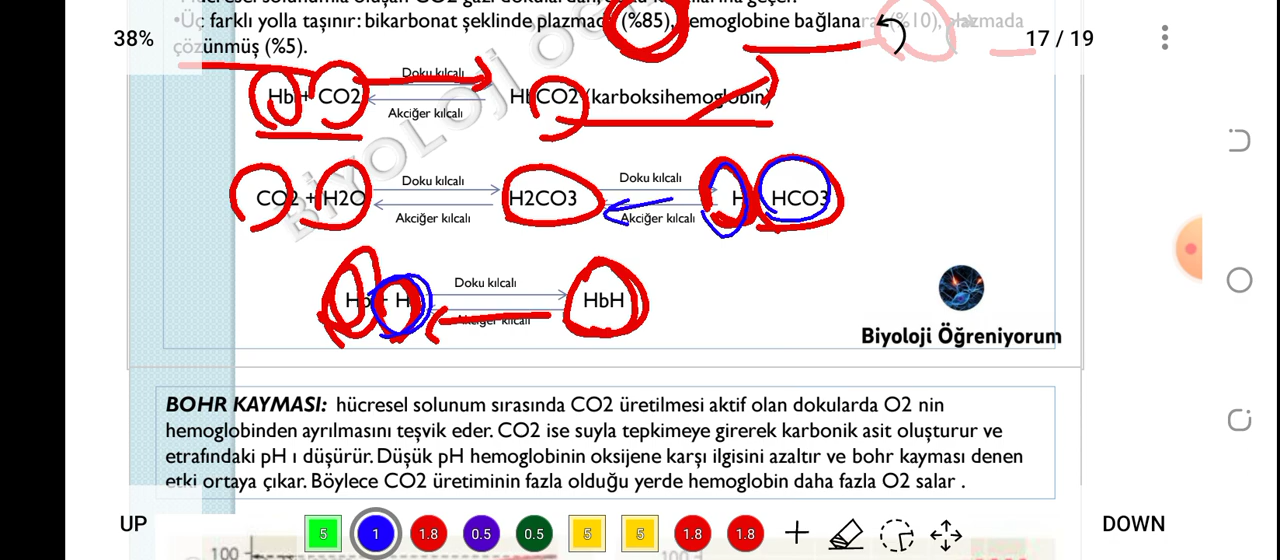 •Üç farklı yolla taşınır: bikarbonat şeklinde plazmada (%85), hemoglobine bağlanarak (%10), plazmada
çözünmüş (%5).
38%
17 / 19
Doku kılcalı
Hb + CO2
HbCO2 (karboksihemoglobin)
Akciğer kılcalı
BİYOLOJİ
Doku kılcalı
Doku kılcalı
CO2 + H2O
H2CO3
H
HCO3
Akciğer kılcalı
Akciğer kılcalı
Doku kılcalı
Hb + H
HbH
Akciğer kılcalı
Biyoloji Öğreniyorum
BOHR KAYMASI: hücresel solunum sırasında CO2 üretilmesi aktif olan dokularda O2 nin
hemoglobinden ayrılmasını teşvik eder. CO2 ise suyla tepkimeye girerek karbonik asit oluşturur ve
etrafındaki pH ı düşürür. Düşük pH hemoglobinin oksijene karşı ilgisini azaltır ve bohr kayması denen
etki ortaya çıkar. Böylece CO2 üretiminin fazla olduğu yerde hemoglobin daha fazla O2 salar .
UP
5 1 1.8 0.5 0.5 5 5 1.8 1.8
DOWN
100
100